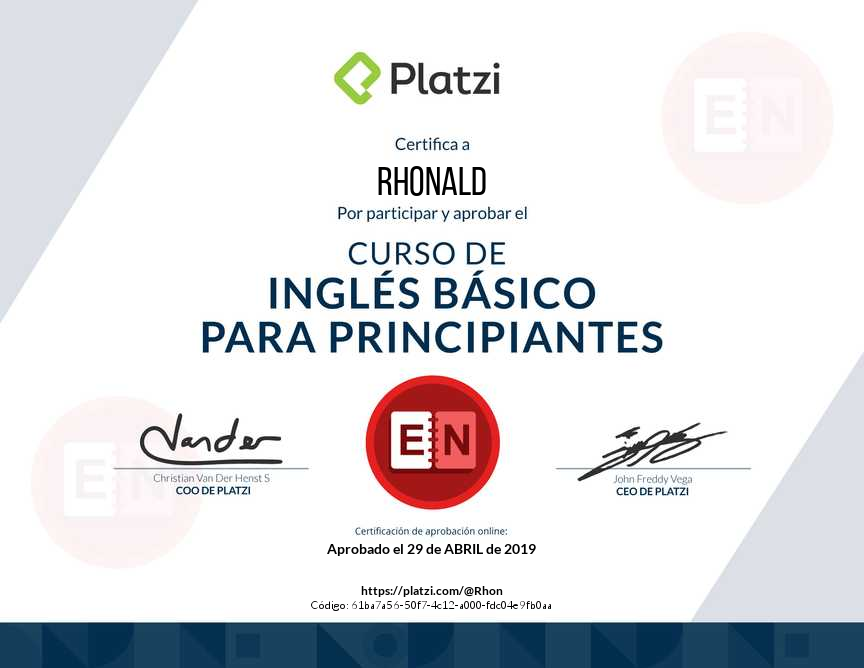 Platzi
EN
Certifica a
RHONALD
Por participar y aprobar el
CURSO DE
INGLÉS BÁSICO
PARA PRINCIPIANTES
Vander
EN
EN
Christian Van Der Henst S
COO DE PLATZI
John Freddy Vega
CEO DE PLATZI
Certificación de aprobación online:
Aprobado el 29 de ABRIL de 2019
https://platzi.com/@Rhon
Código: 61ba7a56-50f7-4c12-a000-fdc04e9fb0aa